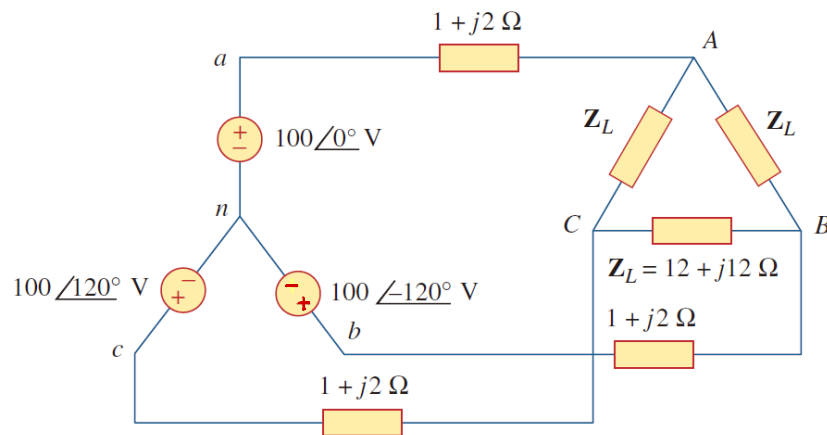 1 + j2 Ω
a
A
+
−
100∠0° V
Z_L
Z_L
n
C
B
100∠120° V
−
+
−
+
100∠−120° V
Z_L = 12 + j12 Ω
1 + j2 Ω
b
c
1 + j2 Ω